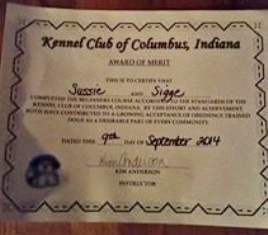 Kennel Club of Columbus, Indiana
AWARD OF MERIT
THIS IS TO CERTIFY THAT
Sussie AND Sigge
COMPLETED THE BEGINNERS COURSE ACCORDING TO THE STANDARDS OF THE
KENNEL CLUB OF COLUMBUS, INDIANA. BY THIS EFFORT AND ACHIEVEMENT,
BOTH HAVE CONTRIBUTED TO A GROWING ACCEPTANCE OF OBEDIENCE TRAINED
DOGS AS A DESIRABLE PART OF EVERY COMMUNITY.
DATED THIS 9th DAY OF September 2014
Kim Anderson
KIM ANDERSON
INSTRUCTOR